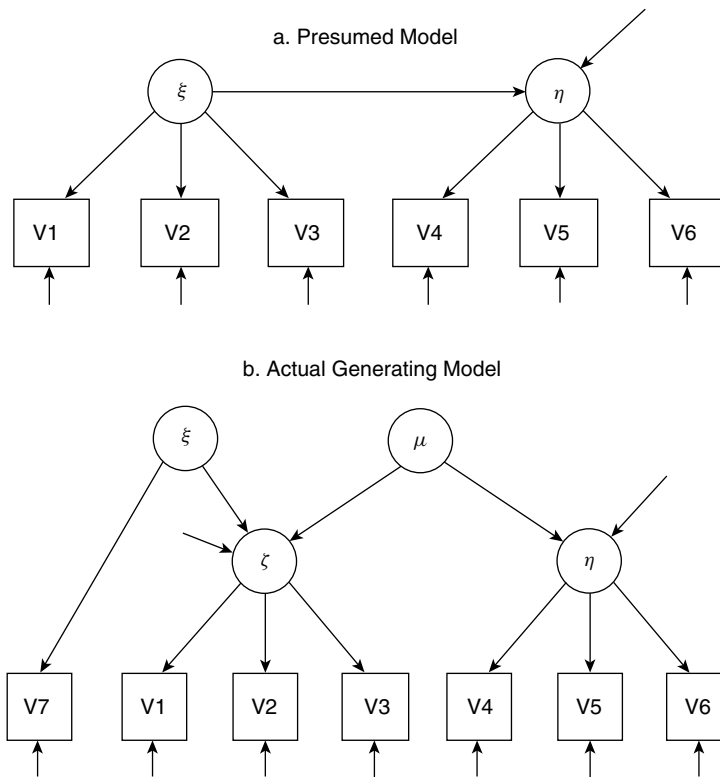 a. Presumed Model
ξ η
V1 V2 V3 V4 V5 V6
b. Actual Generating Model
ξ μ
ζ η
V7 V1 V2 V3 V4 V5 V6